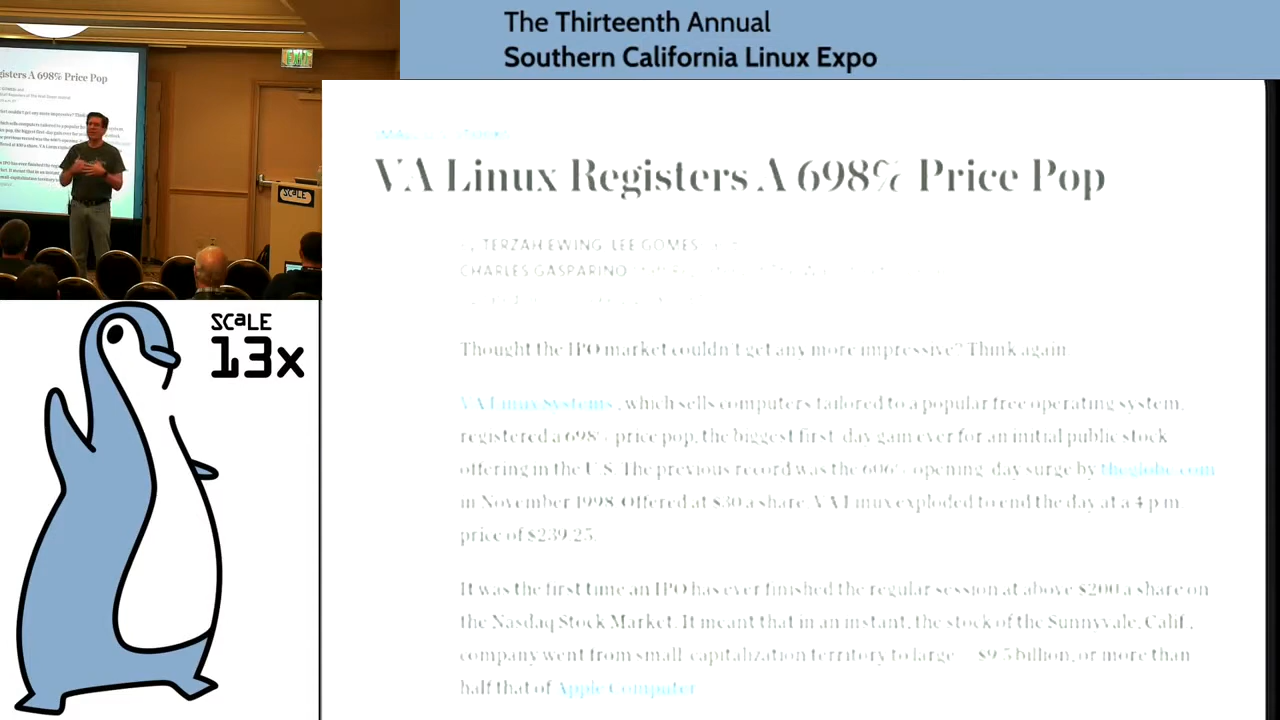 The Thirteenth Annual
Southern California Linux Expo
gisters A 698% Price Pop
EXIT
SCALE
SCaLE
13x
VA Linux Registers A 698% Price Pop
TERZAH EWING, LEE GOMES
CHARLES GASPARINO
Thought the IPO market couldn't get any more impressive? Think again
VA Linux Systems, which sells computers tailored to a popular free operating system,
registered a 698% price pop, the biggest first-day gain ever for an initial public stock
offering in the U.S. The previous record was the 606% opening-day surge by theglobe.com
in November 1998. Offered at $30 a share, VA Linux exploded to end the day at a 4 p.m.
price of $239.25.
It was the first time an IPO has ever finished the regular session at above $200 a share on
the Nasdaq Stock Market. It meant that in an instant, the stock of the Sunnyvale, Calif.,
company went from small-capitalization territory to large -- $9.5 billion, or more than
half that of Apple Computer